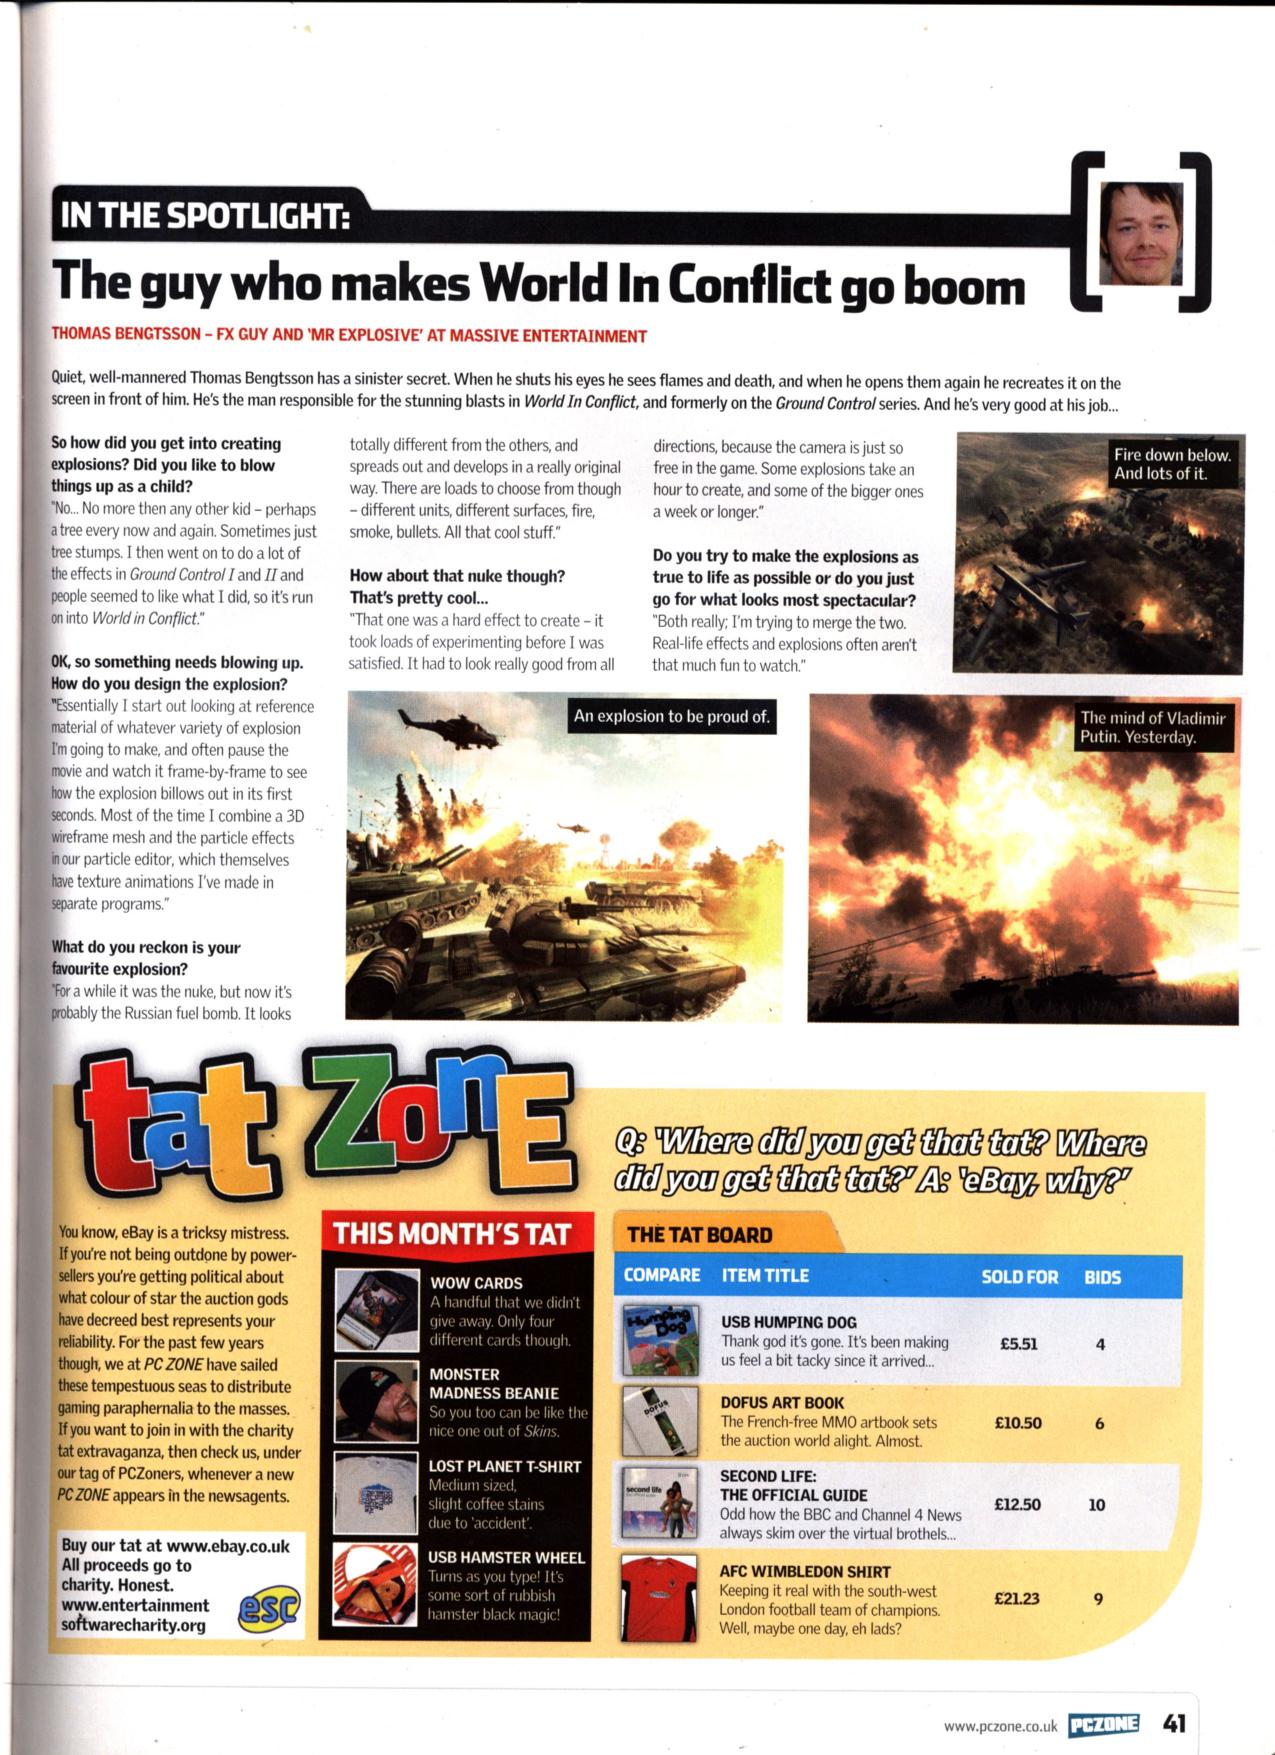 IN THE SPOTLIGHT:
The guy who makes World In Conflict go boom
THOMAS BENGTSSON – FX GUY AND 'MR EXPLOSIVE' AT MASSIVE ENTERTAINMENT
Quiet, well-mannered Thomas Bengtsson has a sinister secret. When he shuts his eyes he sees flames and death, and when he opens them again he recreates it on the
screen in front of him. He's the man responsible for the stunning blasts in World In Conflict, and formerly on the Ground Control series. And he's very good at his job...
So how did you get into creating
explosions? Did you like to blow
things up as a child?
"No... No more then any other kid – perhaps
a tree every now and again. Sometimes just
tree stumps. I then went on to do a lot of
the effects in Ground Control I and II and
people seemed to like what I did, so it's run
on into World in Conflict."
OK, so something needs blowing up.
How do you design the explosion?
"Essentially I start out looking at reference
material of whatever variety of explosion
I'm going to make, and often pause the
movie and watch it frame-by-frame to see
how the explosion billows out in its first
seconds. Most of the time I combine a 3D
wireframe mesh and the particle effects
in our particle editor, which themselves
have texture animations I've made in
separate programs."
What do you reckon is your
favourite explosion?
"For a while it was the nuke, but now it's
probably the Russian fuel bomb. It looks
totally different from the others, and
spreads out and develops in a really original
way. There are loads to choose from though
– different units, different surfaces, fire,
smoke, bullets. All that cool stuff."
How about that nuke though?
That's pretty cool...
"That one was a hard effect to create – it
took loads of experimenting before I was
satisfied. It had to look really good from all
directions, because the camera is just so
free in the game. Some explosions take an
hour to create, and some of the bigger ones
a week or longer."
Do you try to make the explosions as
true to life as possible or do you just
go for what looks most spectacular?
"Both really; I'm trying to merge the two.
Real-life effects and explosions often aren't
that much fun to watch."
Fire down below.
And lots of it.
An explosion to be proud of.
The mind of Vladimir
Putin. Yesterday.
tat ZonE
Q: 'Where did you get that tat? Where
did you get that tat?' A: 'eBay, why?'
You know, eBay is a tricksy mistress.
If you're not being outdone by power-
sellers you're getting political about
what colour of star the auction gods
have decreed best represents your
reliability. For the past few years
though, we at PC ZONE have sailed
these tempestuous seas to distribute
gaming paraphernalia to the masses.
If you want to join in with the charity
tat extravaganza, then check us, under
our tag of PCZoners, whenever a new
PC ZONE appears in the newsagents.
Buy our tat at www.ebay.co.uk
All proceeds go to
charity. Honest.
www.entertainment
softwarecharity.org
esc
THIS MONTH'S TAT
WOW CARDS
A handful that we didn't
give away. Only four
different cards though.
MONSTER
MADNESS BEANIE
So you too can be like the
nice one out of Skins.
LOST PLANET T-SHIRT
Medium sized,
slight coffee stains
due to 'accident'.
USB HAMSTER WHEEL
Turns as you type! It's
some sort of rubbish
hamster black magic!
THE TAT BOARD
COMPARE ITEM TITLE SOLD FOR BIDS
Humping
Dog
USB HUMPING DOG
Thank god it's gone. It's been making
us feel a bit tacky since it arrived...
£5.51 4
DOFUS
DOFUS ART BOOK
The French-free MMO artbook sets
the auction world alight. Almost.
£10.50 6
second life
SECOND LIFE:
THE OFFICIAL GUIDE
Odd how the BBC and Channel 4 News
always skim over the virtual brothels...
£12.50 10
AFC WIMBLEDON SHIRT
Keeping it real with the south-west
London football team of champions.
Well, maybe one day, eh lads?
£21.23 9
www.pczone.co.uk PCZONE 41